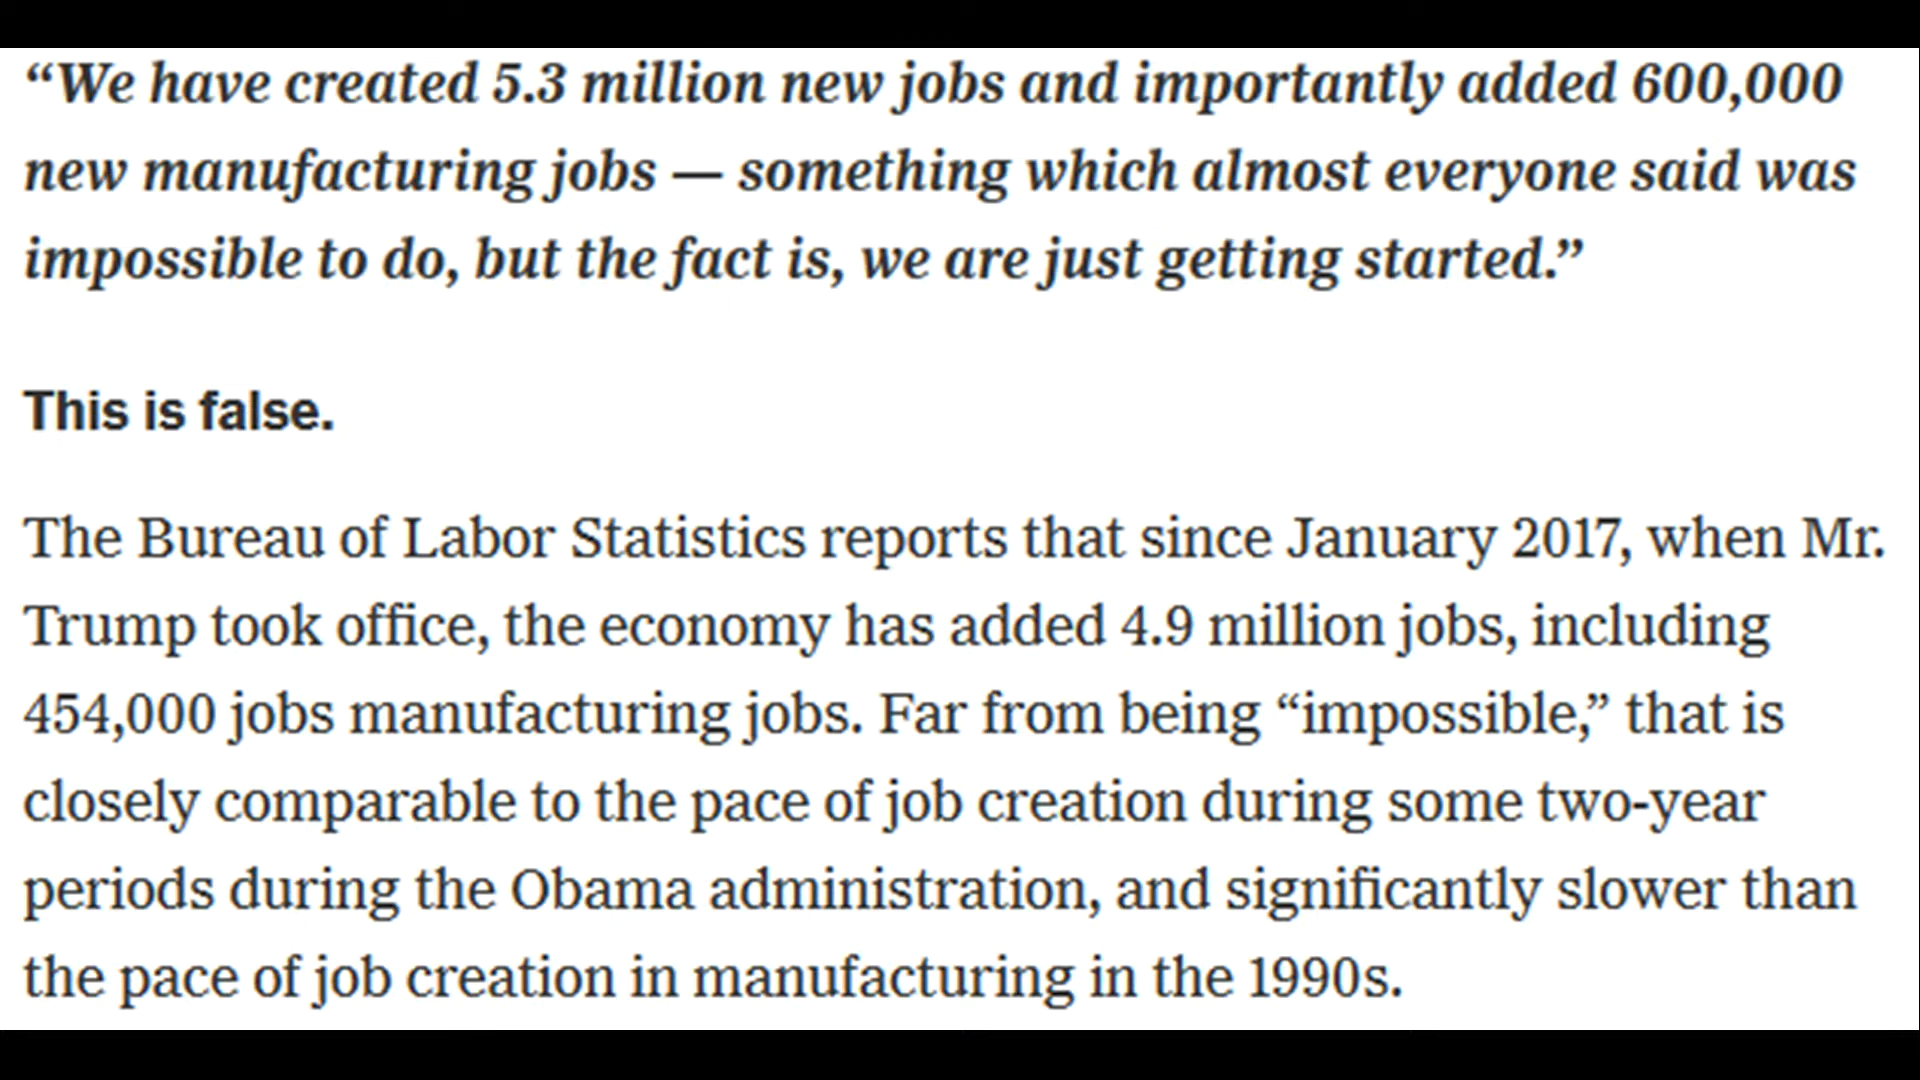 “We have created 5.3 million new jobs and importantly added 600,000
new manufacturing jobs — something which almost everyone said was
impossible to do, but the fact is, we are just getting started.”
This is false.
The Bureau of Labor Statistics reports that since January 2017, when Mr.
Trump took office, the economy has added 4.9 million jobs, including
454,000 jobs manufacturing jobs. Far from being “impossible,” that is
closely comparable to the pace of job creation during some two-year
periods during the Obama administration, and significantly slower than
the pace of job creation in manufacturing in the 1990s.